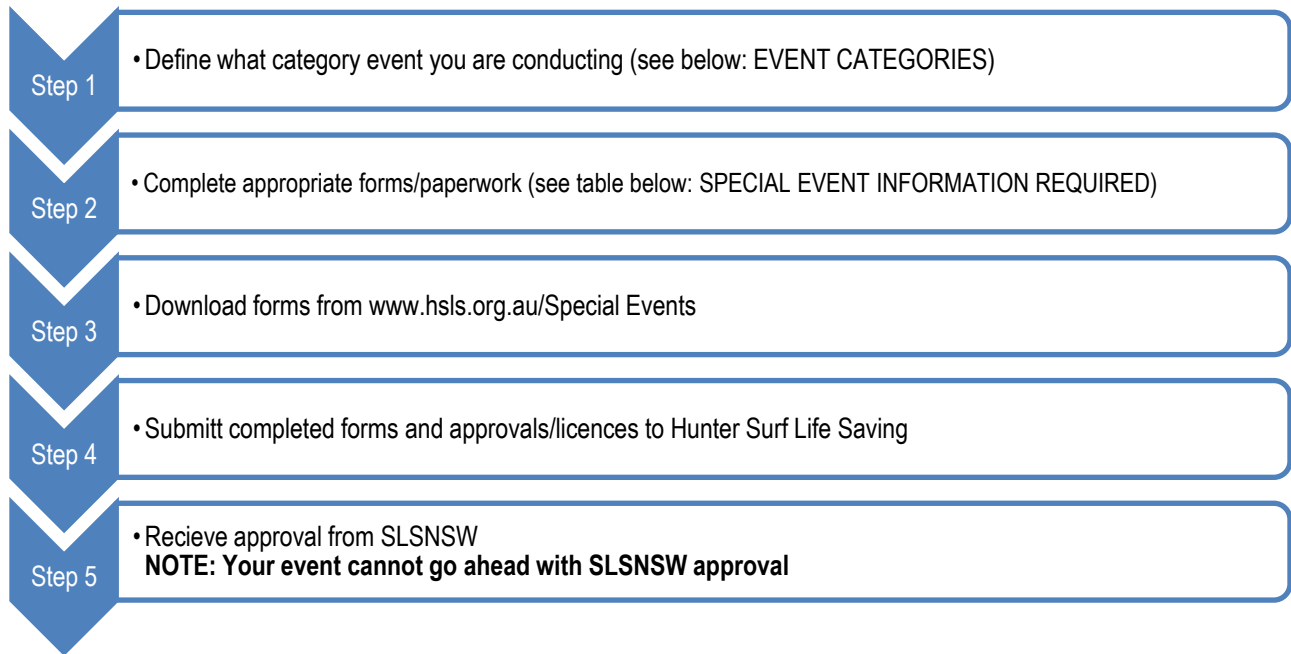 Step 1
• Define what category event you are conducting (see below: EVENT CATEGORIES)
Step 2
• Complete appropriate forms/paperwork (see table below: SPECIAL EVENT INFORMATION REQUIRED)
Step 3
• Download forms from www.hsls.org.au/Special Events
Step 4
• Submitt completed forms and approvals/licences to Hunter Surf Life Saving
Step 5
• Recieve approval from SLSNSW
NOTE: Your event cannot go ahead with SLSNSW approval